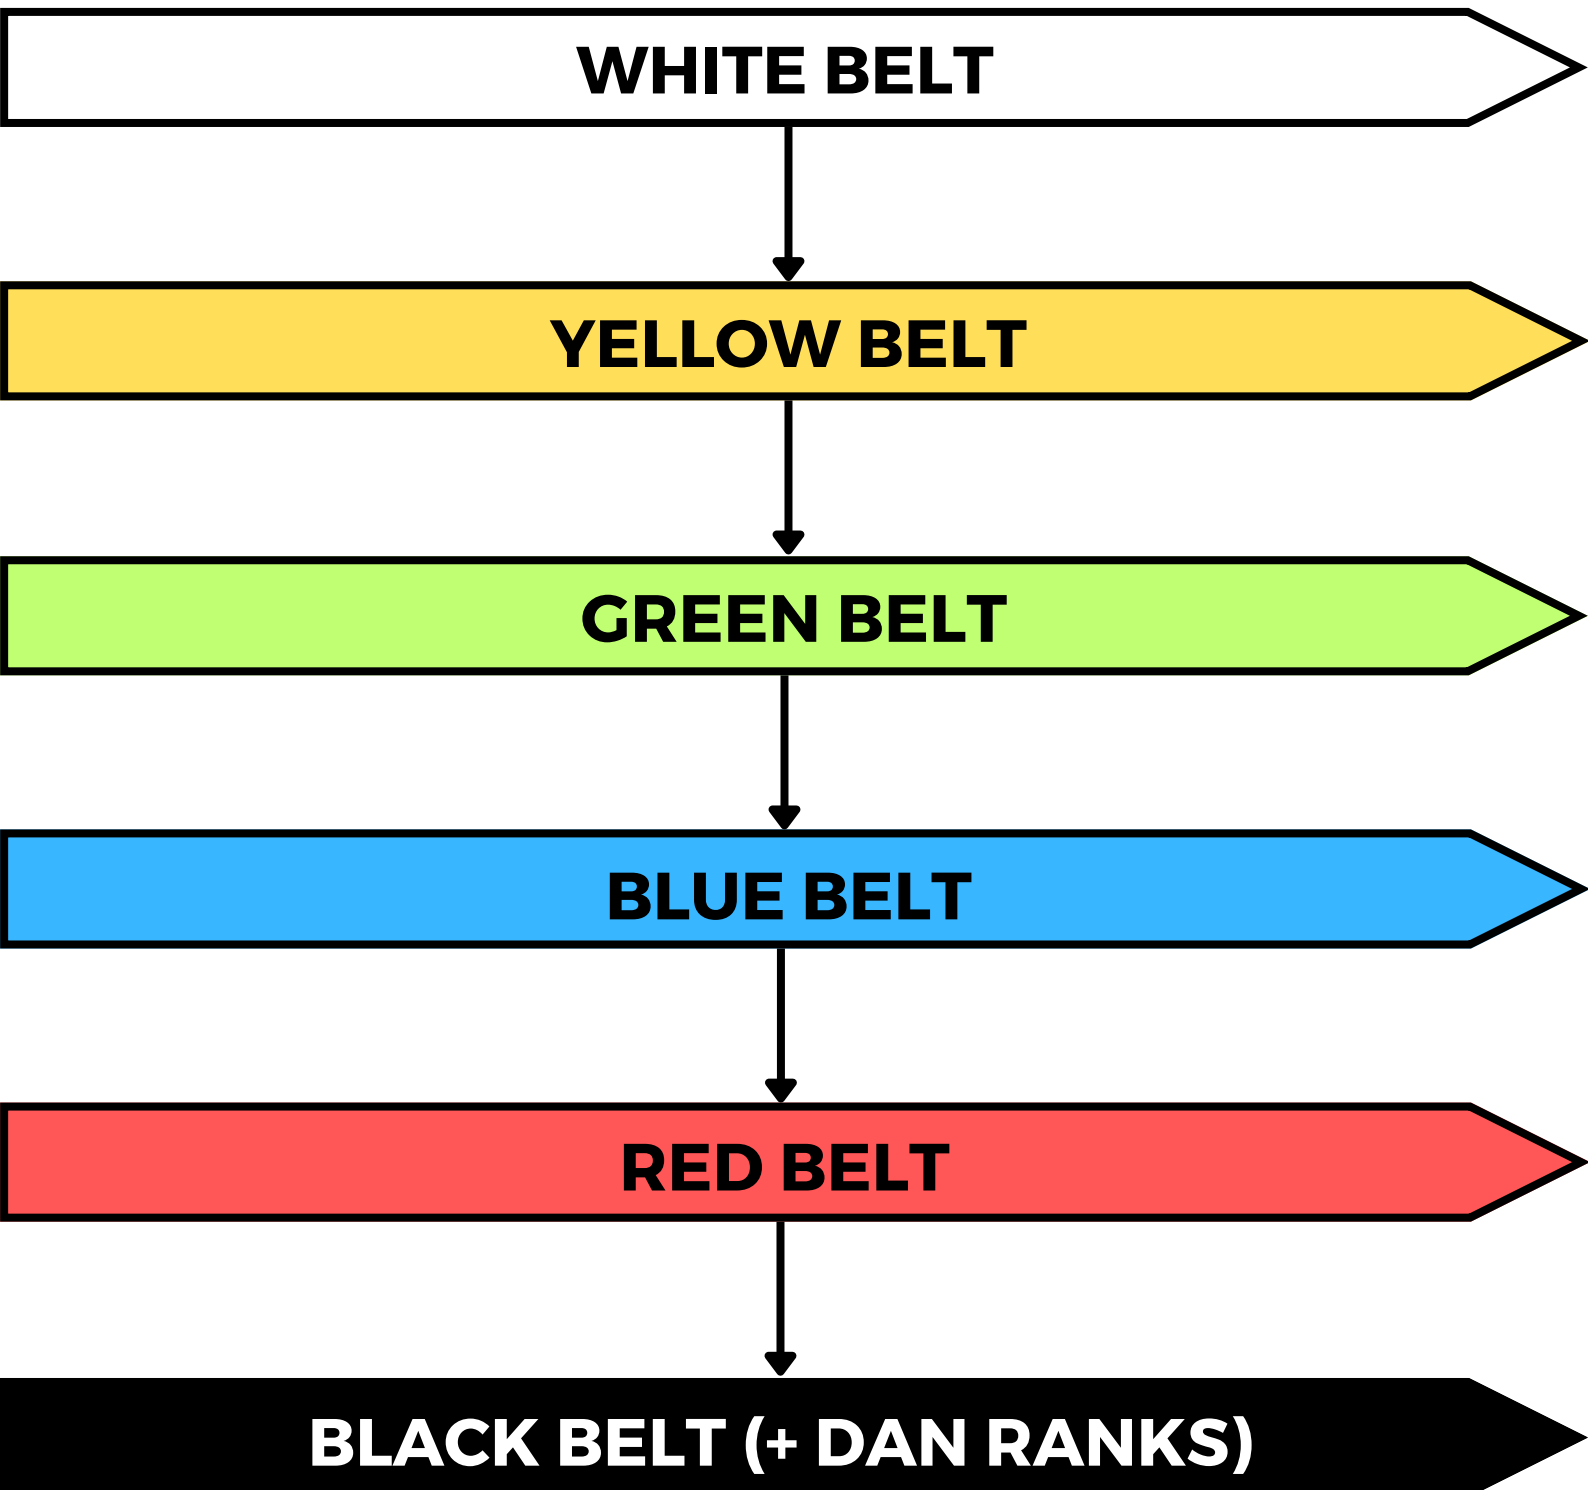 WHITE BELT
YELLOW BELT
GREEN BELT
BLUE BELT
RED BELT
BLACK BELT (+ DAN RANKS)